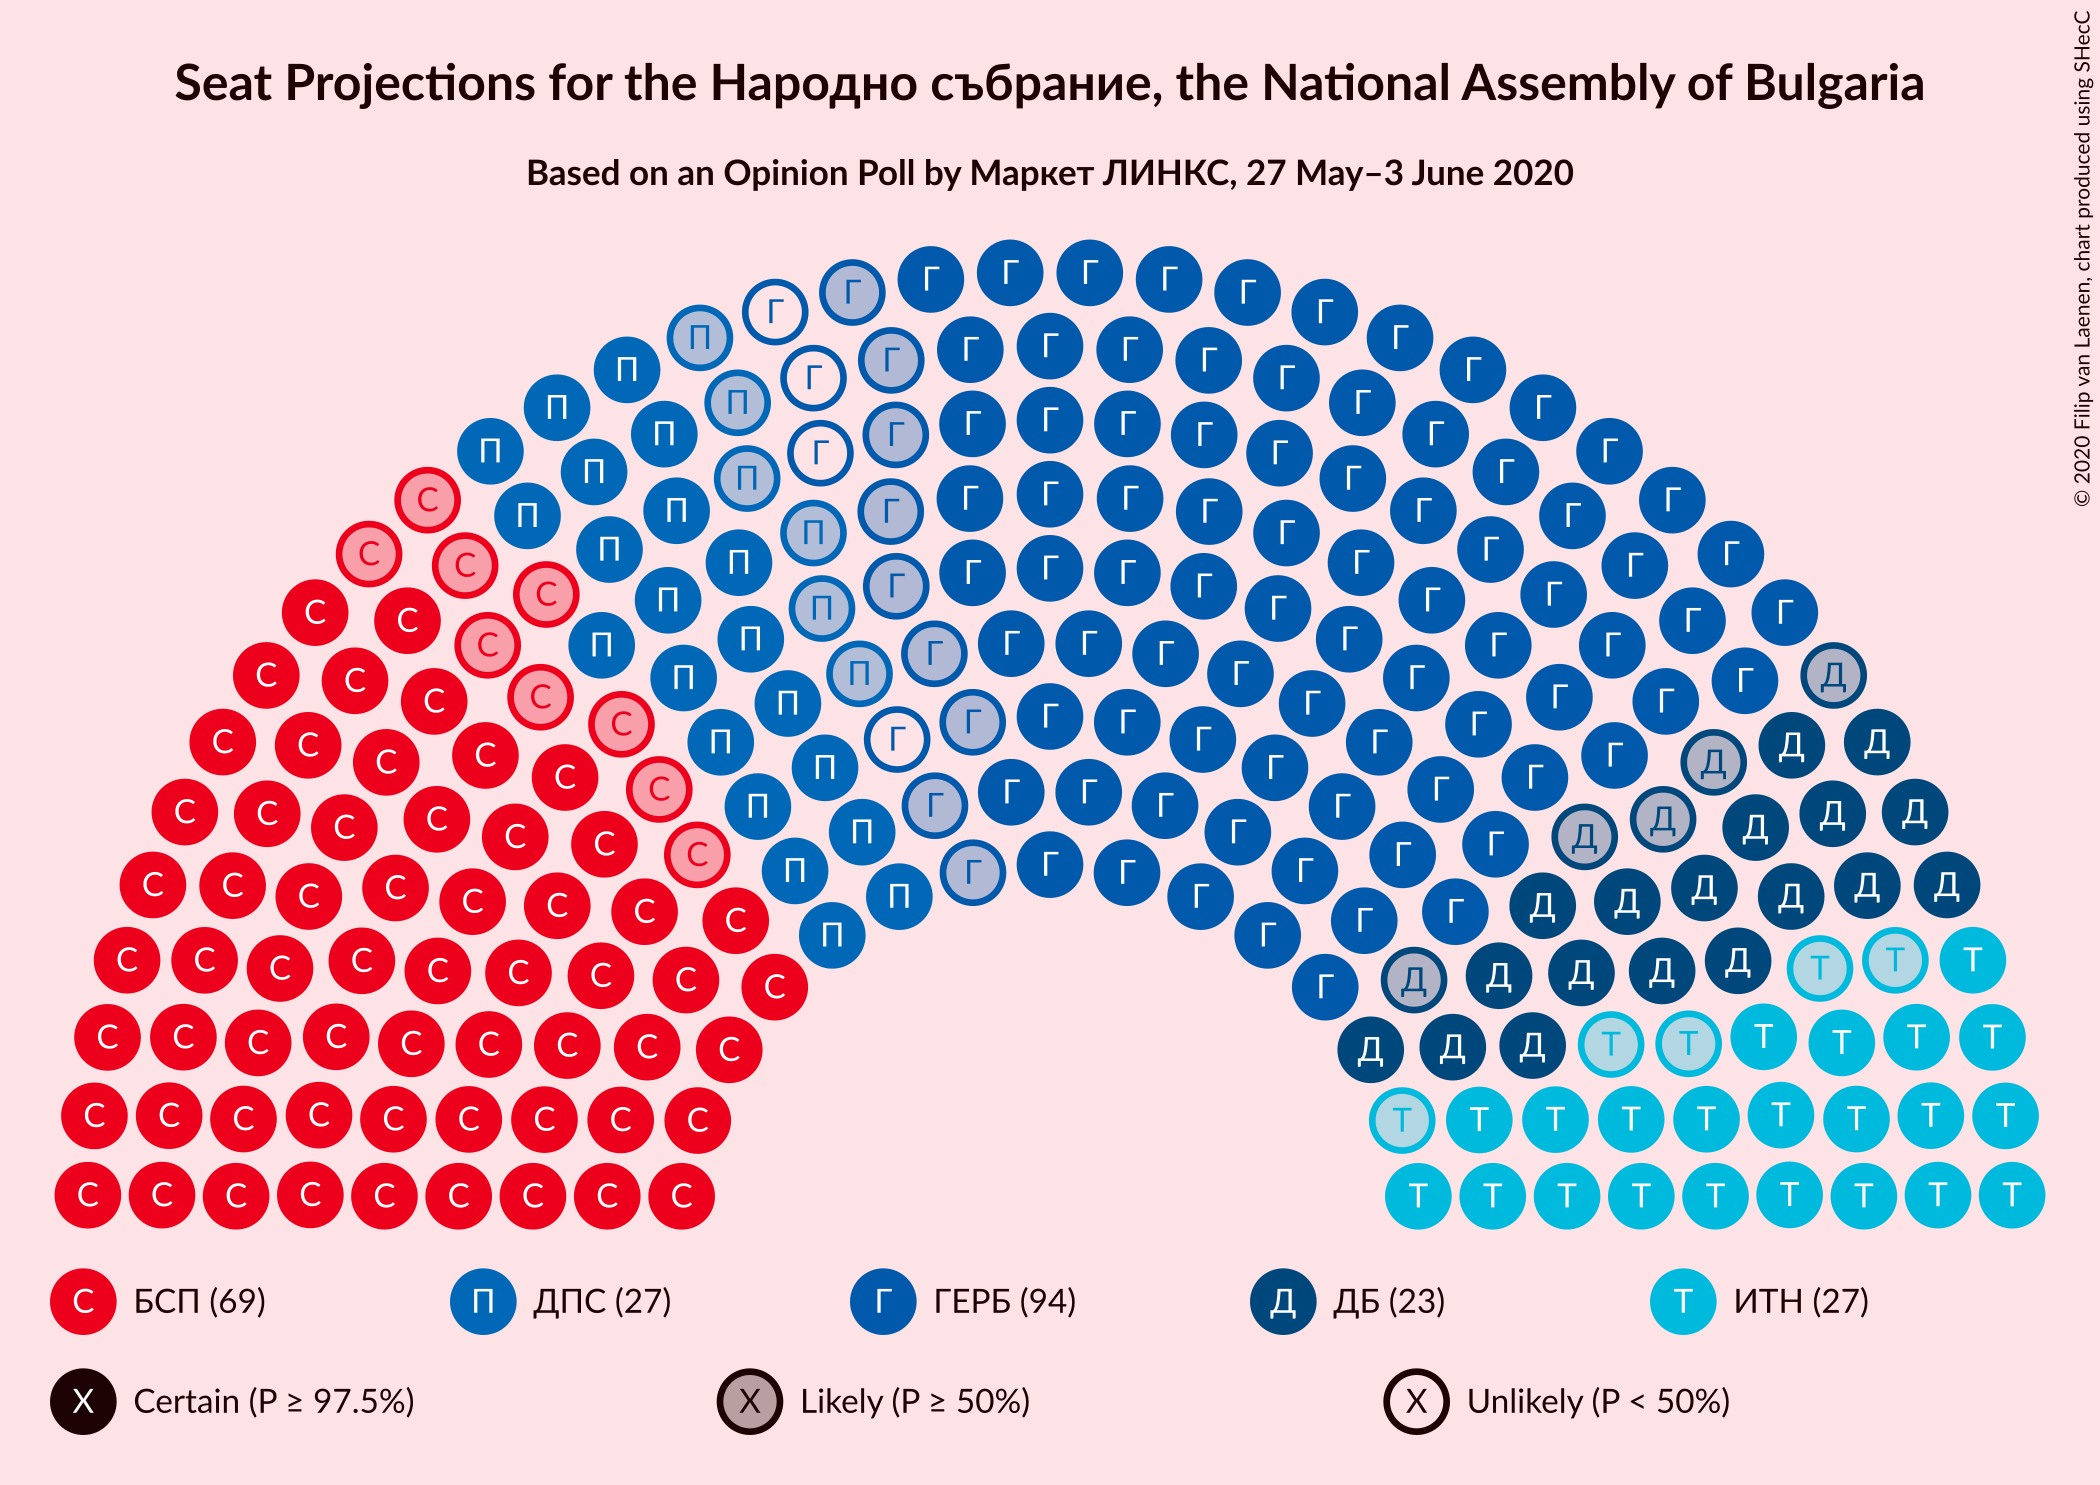 Seat Projections for the Народно събрание, the National Assembly of Bulgaria
Based on an Opinion Poll by Маркет ЛИНКС, 27 May–3 June 2020
© 2020 Filip van Laenen, chart produced using SHecC
С БСП (69) П ДПС (27) Г ГЕРБ (94) Д ДБ (23) Т ИТН (27)
X Certain (P ≥ 97.5%) X Likely (P ≥ 50%) X Unlikely (P < 50%)